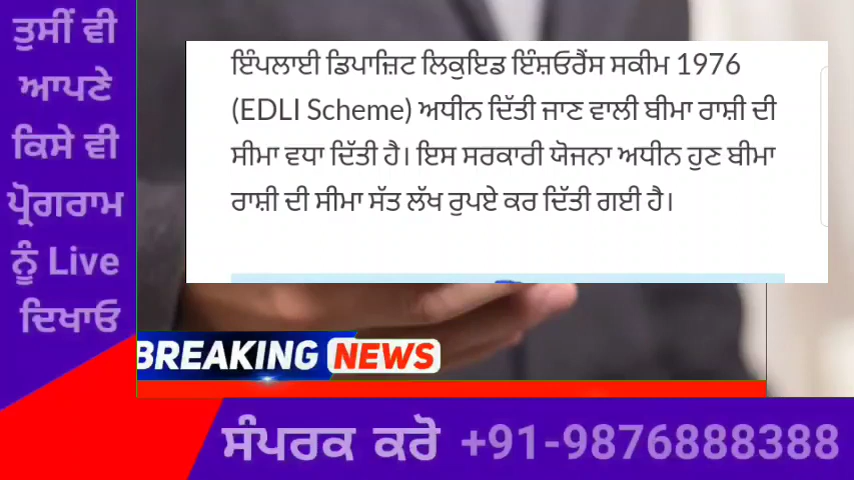 ਤੁਸੀਂ ਵੀ
ਆਪਣੇ
ਕਿਸੇ ਵੀ
ਪ੍ਰੋਗਰਾਮ
ਨੂੰ Live
ਦਿਖਾਓ
ਇੰਪਲਾਈ ਡਿਪਾਜ਼ਿਟ ਲਿਕੁਇਡ ਇੰਸ਼ਓਰੈਂਸ ਸਕੀਮ 1976
(EDLI Scheme) ਅਧੀਨ ਦਿੱਤੀ ਜਾਣ ਵਾਲੀ ਬੀਮਾ ਰਾਸ਼ੀ ਦੀ
ਸੀਮਾ ਵਧਾ ਦਿੱਤੀ ਹੈ। ਇਸ ਸਰਕਾਰੀ ਯੋਜਨਾ ਅਧੀਨ ਹੁਣ ਬੀਮਾ
ਰਾਸ਼ੀ ਦੀ ਸੀਮਾ ਸੱਤ ਲੱਖ ਰੁਪਏ ਕਰ ਦਿੱਤੀ ਗਈ ਹੈ।
BREAKING NEWS
ਸੰਪਰਕ ਕਰੋ +91-9876888388